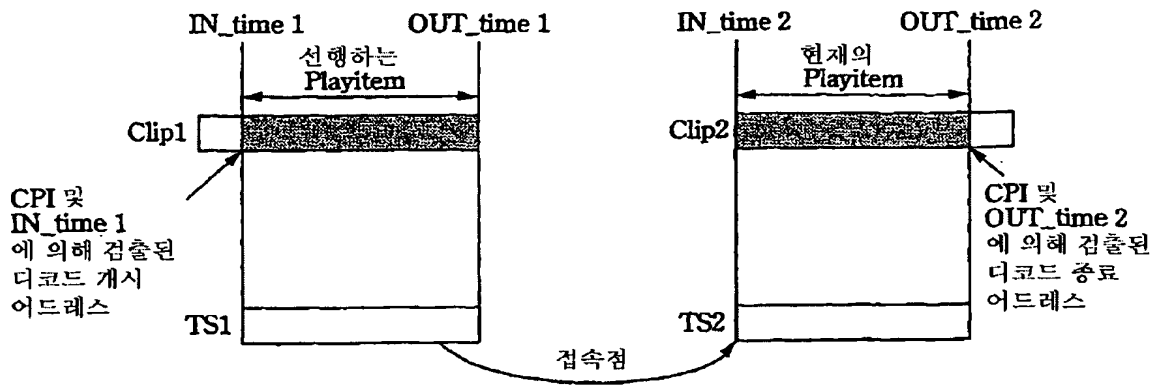 IN_time 1
OUT_time 1
IN_time 2
OUT_time 2
선행하는
Playitem
현재의
Playitem
Clip1
Clip2
CPI 및
IN_time 1
에 의해 검출된
디코드 개시
어드레스
CPI 및
OUT_time 2
에 의해 검출된
디코드 종료
어드레스
TS1
TS2
접속점